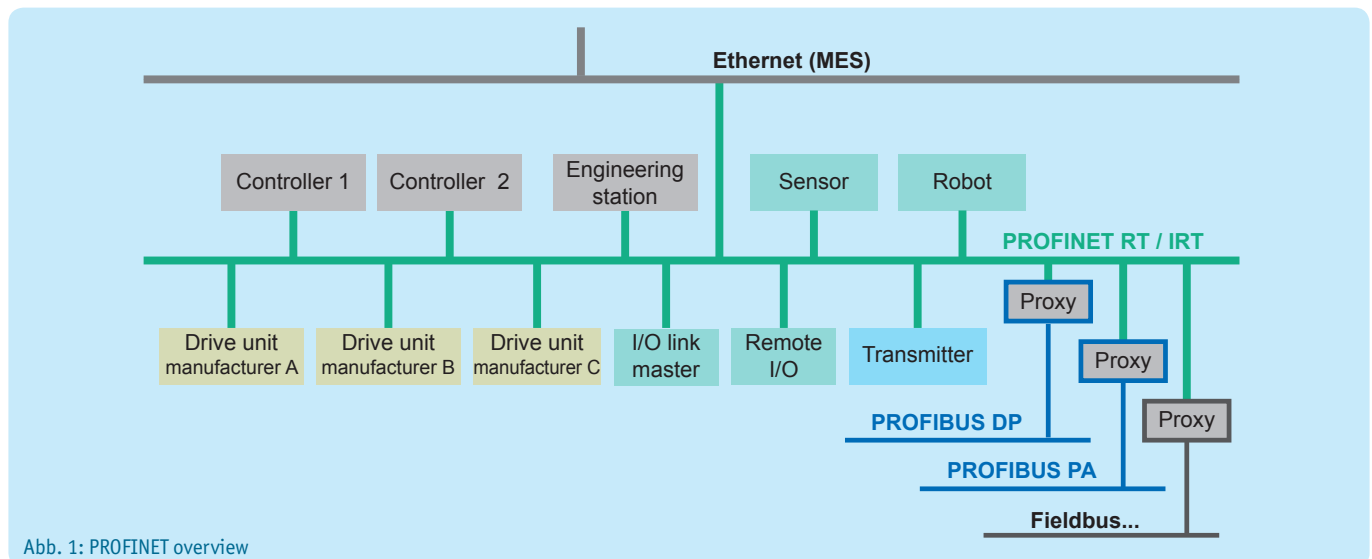 Ethernet (MES)
Controller 1
Controller 2
Engineering
station
Sensor
Robot
PROFINET RT / IRT
Drive unit
manufacturer A
Drive unit
manufacturer B
Drive unit
manufacturer C
I/O link
master
Remote
I/O
Transmitter
Proxy
Proxy
Proxy
PROFIBUS DP
PROFIBUS PA
Fieldbus...
Abb. 1: PROFINET overview